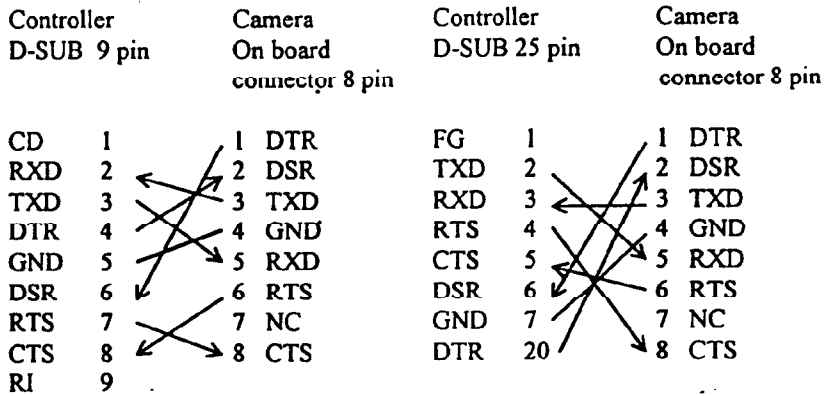 Controller Camera Controller Camera
D-SUB 9 pin On board D-SUB 25 pin On board
connector 8 pin connector 8 pin
CD 1 1 DTR FG 1 1 DTR
RXD 2 2 DSR TXD 2 2 DSR
TXD 3 3 TXD RXD 3 3 TXD
DTR 4 4 GND RTS 4 4 GND
GND 5 5 RXD CTS 5 5 RXD
DSR 6 6 RTS DSR 6 6 RTS
RTS 7 7 NC GND 7 7 NC
CTS 8 8 CTS DTR 20 8 CTS
RI 9